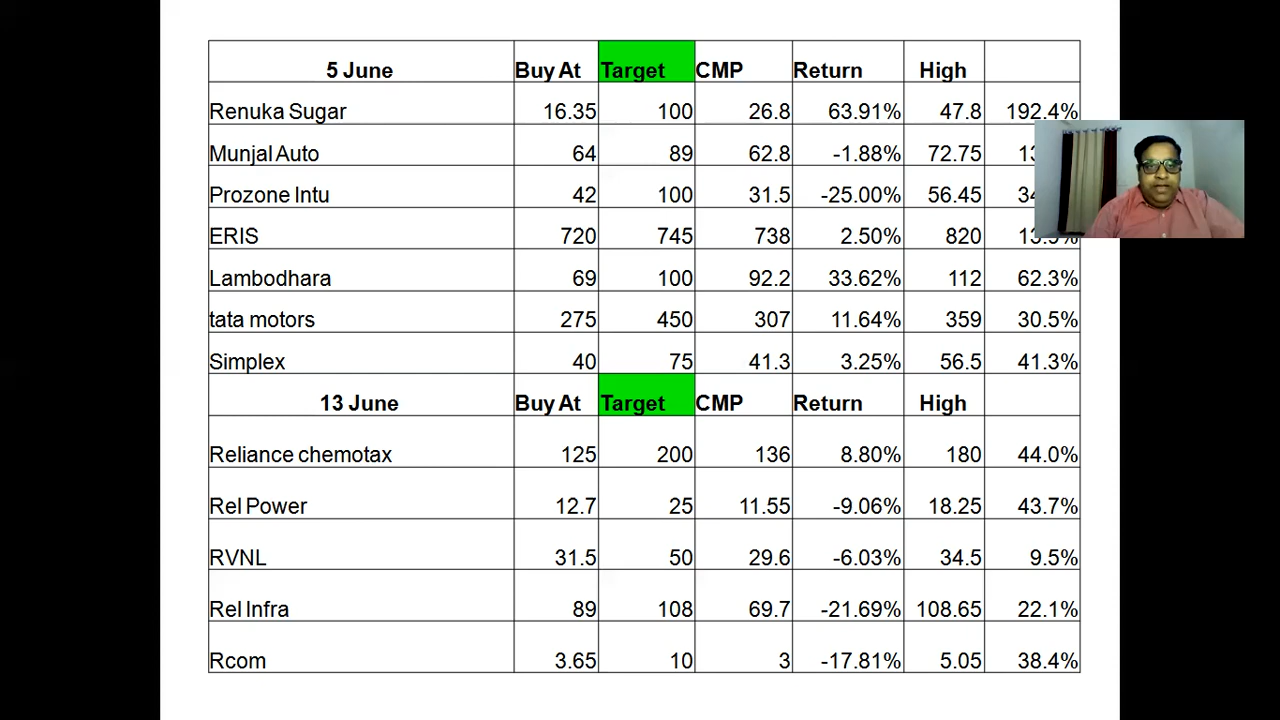 5 June Buy At Target CMP Return High
Renuka Sugar 16.35 100 26.8 63.91% 47.8 192.4%
Munjal Auto 64 89 62.8 -1.88% 72.75
Prozone Intu 42 100 31.5 -25.00% 56.45
ERIS 720 745 738 2.50% 820
Lambodhara 69 100 92.2 33.62% 112 62.3%
tata motors 275 450 307 11.64% 359 30.5%
Simplex 40 75 41.3 3.25% 56.5 41.3%
13 June Buy At Target CMP Return High
Reliance chemotax 125 200 136 8.80% 180 44.0%
Rel Power 12.7 25 11.55 -9.06% 18.25 43.7%
RVNL 31.5 50 29.6 -6.03% 34.5 9.5%
Rel Infra 89 108 69.7 -21.69% 108.65 22.1%
Rcom 3.65 10 3 -17.81% 5.05 38.4%